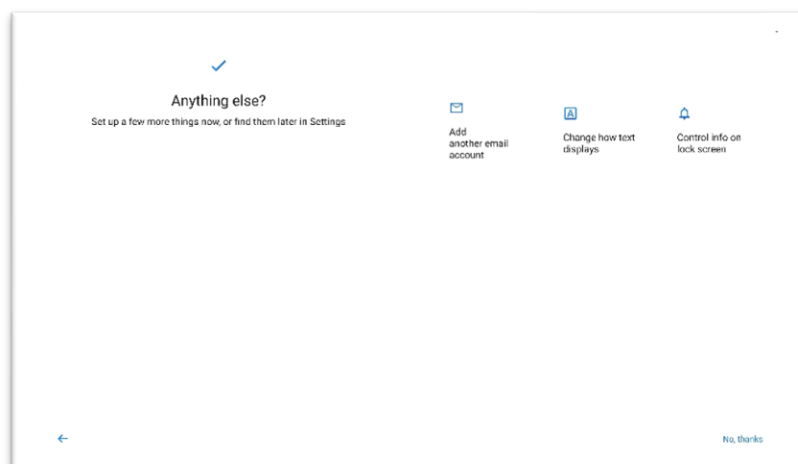 Anything else?
Set up a few more things now, or find them later in Settings
Add
another email
account
Change how text
displays
Control info on
lock screen
No, thanks